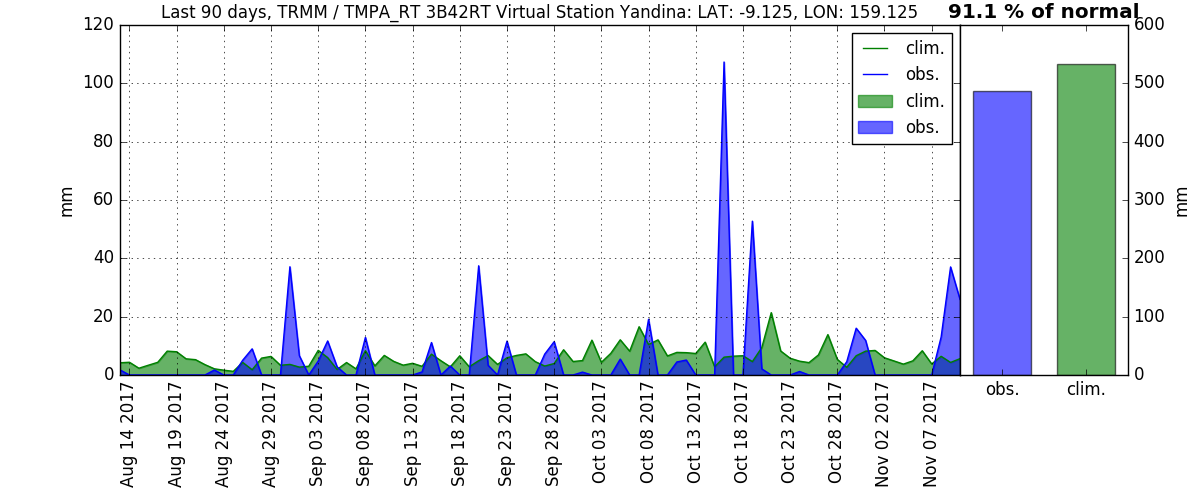 Last 90 days, TRMM / TMPA_RT 3B42RT Virtual Station Yandina: LAT: -9.125, LON: 159.125
91.1 % of normal
120
100
80
60
40
20
0
mm
clim.
obs.
clim.
obs.
600
500
400
300
200
100
0
mm
Aug 14 2017
Aug 19 2017
Aug 24 2017
Aug 29 2017
Sep 03 2017
Sep 08 2017
Sep 13 2017
Sep 18 2017
Sep 23 2017
Sep 28 2017
Oct 03 2017
Oct 08 2017
Oct 13 2017
Oct 18 2017
Oct 23 2017
Oct 28 2017
Nov 02 2017
Nov 07 2017
obs.
clim.